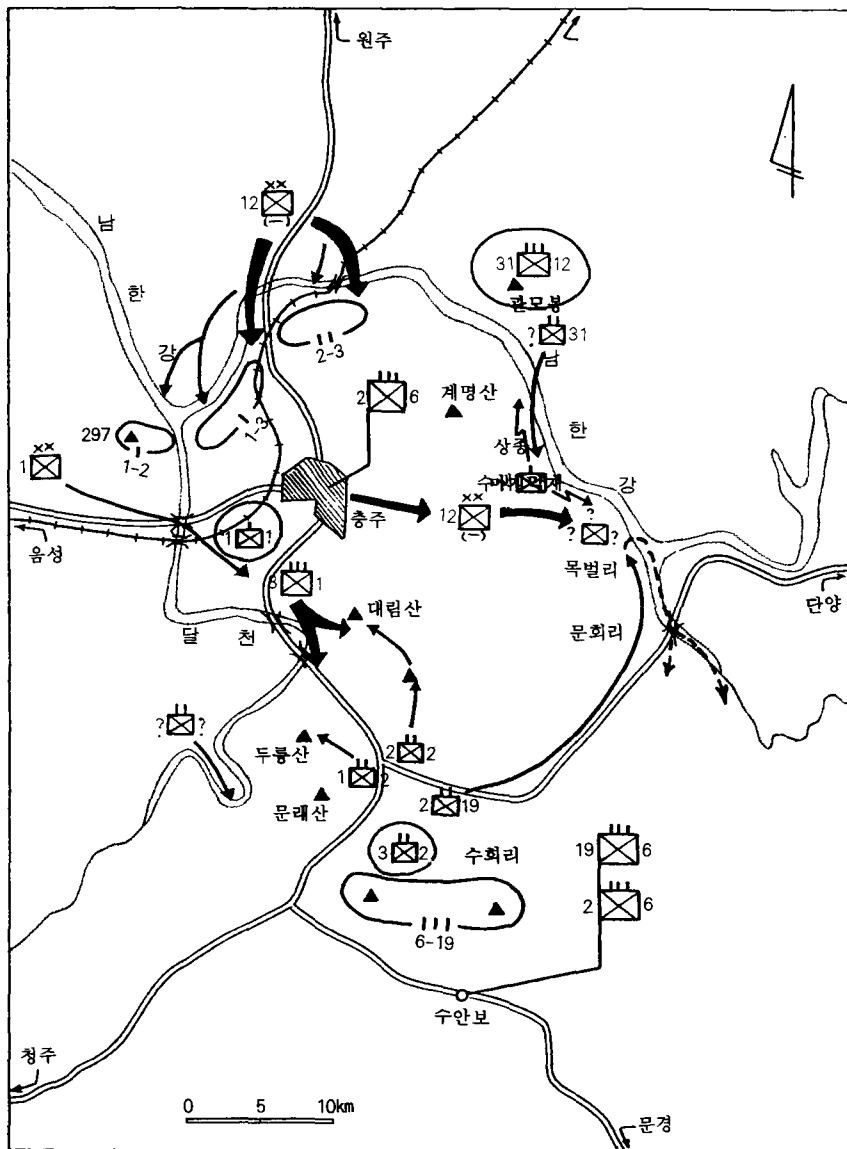 원주
××
12
(一)
남
한
강
31 12
관모봉
? 31
남
한
강
2-3
2 6
계명산
상종
297
1-2
1-3
××
1
음성
충주
1 ?
××
12
(一)
?
? ?
목벌리
단양
문회리
3 1
대림산
달 천
? ?
두룡산
2 2
1 2
문래산
2 19
3 2
수회리
19 6
2 6
6-19
수안보
청주
0 5 10km
문경